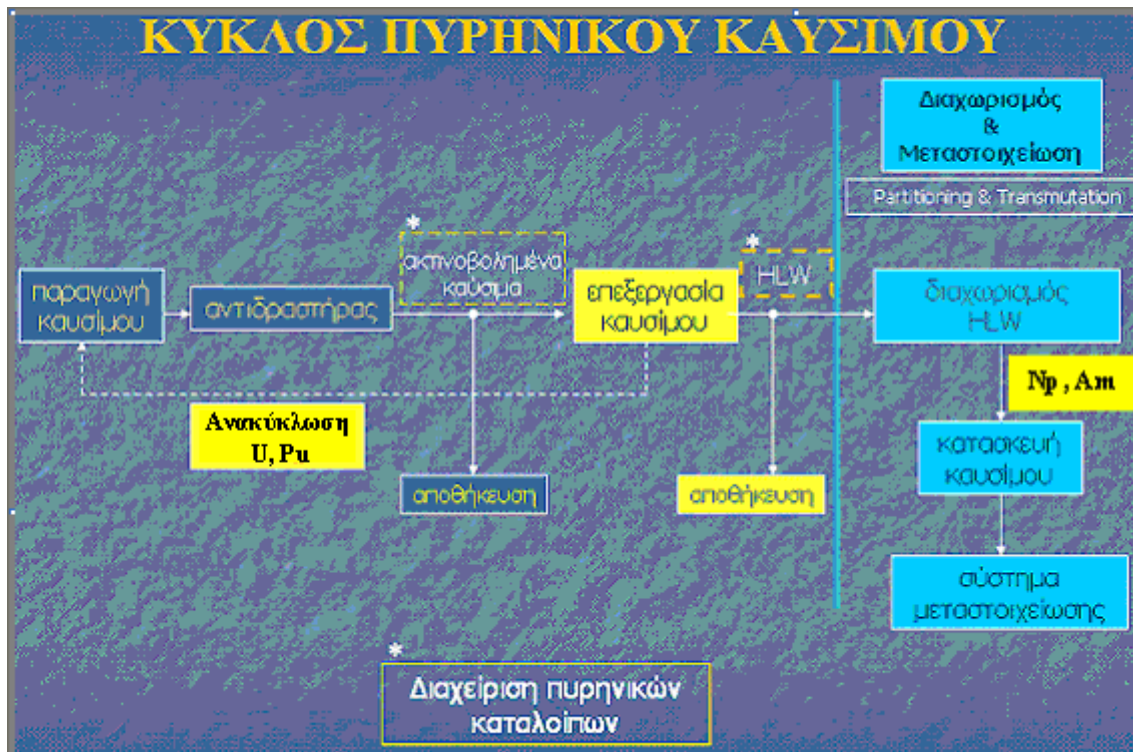 ΚΥΚΛΟΣ ΠΥΡΗΝΙΚΟΥ ΚΑΥΣΙΜΟΥ
Διαχωρισμός
&
Μεταστοιχείωση
Partitioning & Transmutation
*
ακτινοβολημένα
καύσιμα
*
HLW
παραγωγή
καυσίμου
αντιδραστήρας
επεξεργασία
καυσίμου
διαχωρισμός
HLW
Np , Am
Ανακύκλωση
U, Pu
κατασκευή
καυσίμου
αποθήκευση
αποθήκευση
σύστημα
μεταστοιχείωσης
*
Διαχείριση πυρηνικών
καταλοίπων